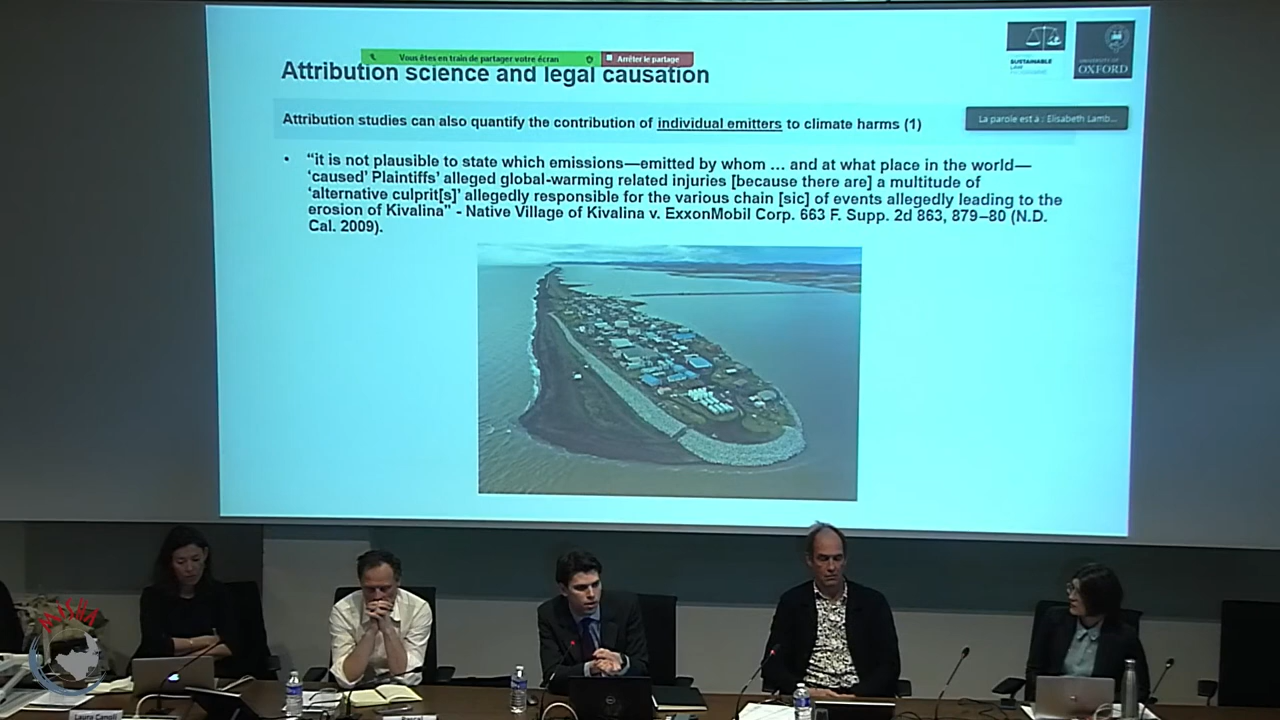 Vous êtes en train de partager votre écran
Arrêter le partage
Attribution science and legal causation
SUSTAINABLE
LAW
UNIVERSITY OF
OXFORD
Attribution studies can also quantify the contribution of individual emitters to climate harms (1)
La parole est à : Elisabeth Lamb...
• “it is not plausible to state which emissions—emitted by whom … and at what place in the world—
‘caused’ Plaintiffs’ alleged global-warming related injuries [because there are] a multitude of
‘alternative culprit[s]’ allegedly responsible for the various chain [sic] of events allegedly leading to the
erosion of Kivalina” - Native Village of Kivalina v. ExxonMobil Corp. 663 F. Supp. 2d 863, 879–80 (N.D.
Cal. 2009).
MISHA
DELL
Laura Canali
Pascal